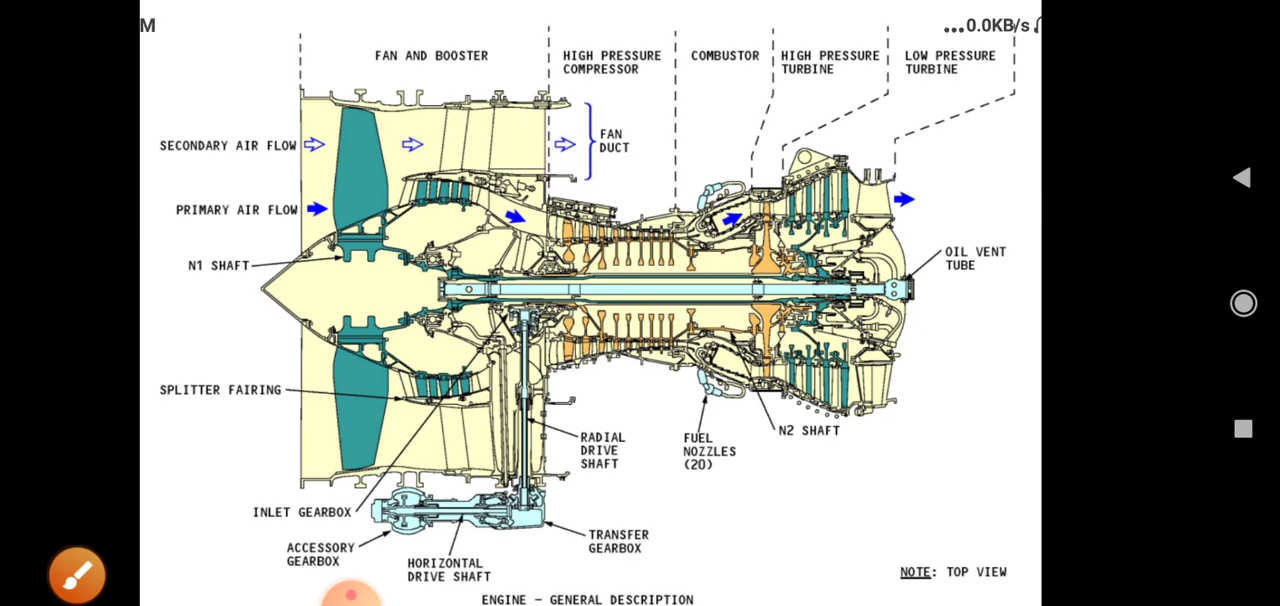 M
...0.0KB/s
FAN AND BOOSTER
HIGH PRESSURE
COMPRESSOR
COMBUSTOR
HIGH PRESSURE
TURBINE
LOW PRESSURE
TURBINE
SECONDARY AIR FLOW
FAN
DUCT
PRIMARY AIR FLOW
N1 SHAFT
OIL VENT
TUBE
SPLITTER FAIRING
RADIAL
DRIVE
SHAFT
FUEL
NOZZLES
(20)
N2 SHAFT
INLET GEARBOX
TRANSFER
GEARBOX
ACCESSORY
GEARBOX
HORIZONTAL
DRIVE SHAFT
NOTE: TOP VIEW
ENGINE - GENERAL DESCRIPTION